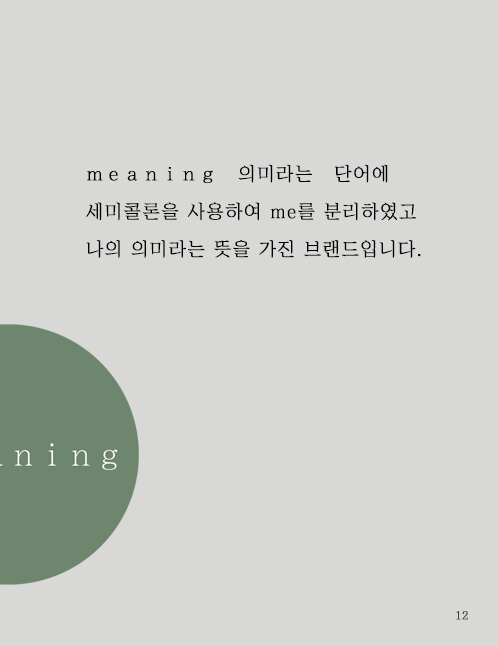 meaning 의미라는 단어에
세미콜론을 사용하여 me를 분리하였고
나의 의미라는 뜻을 가진 브랜드입니다.
ning
12